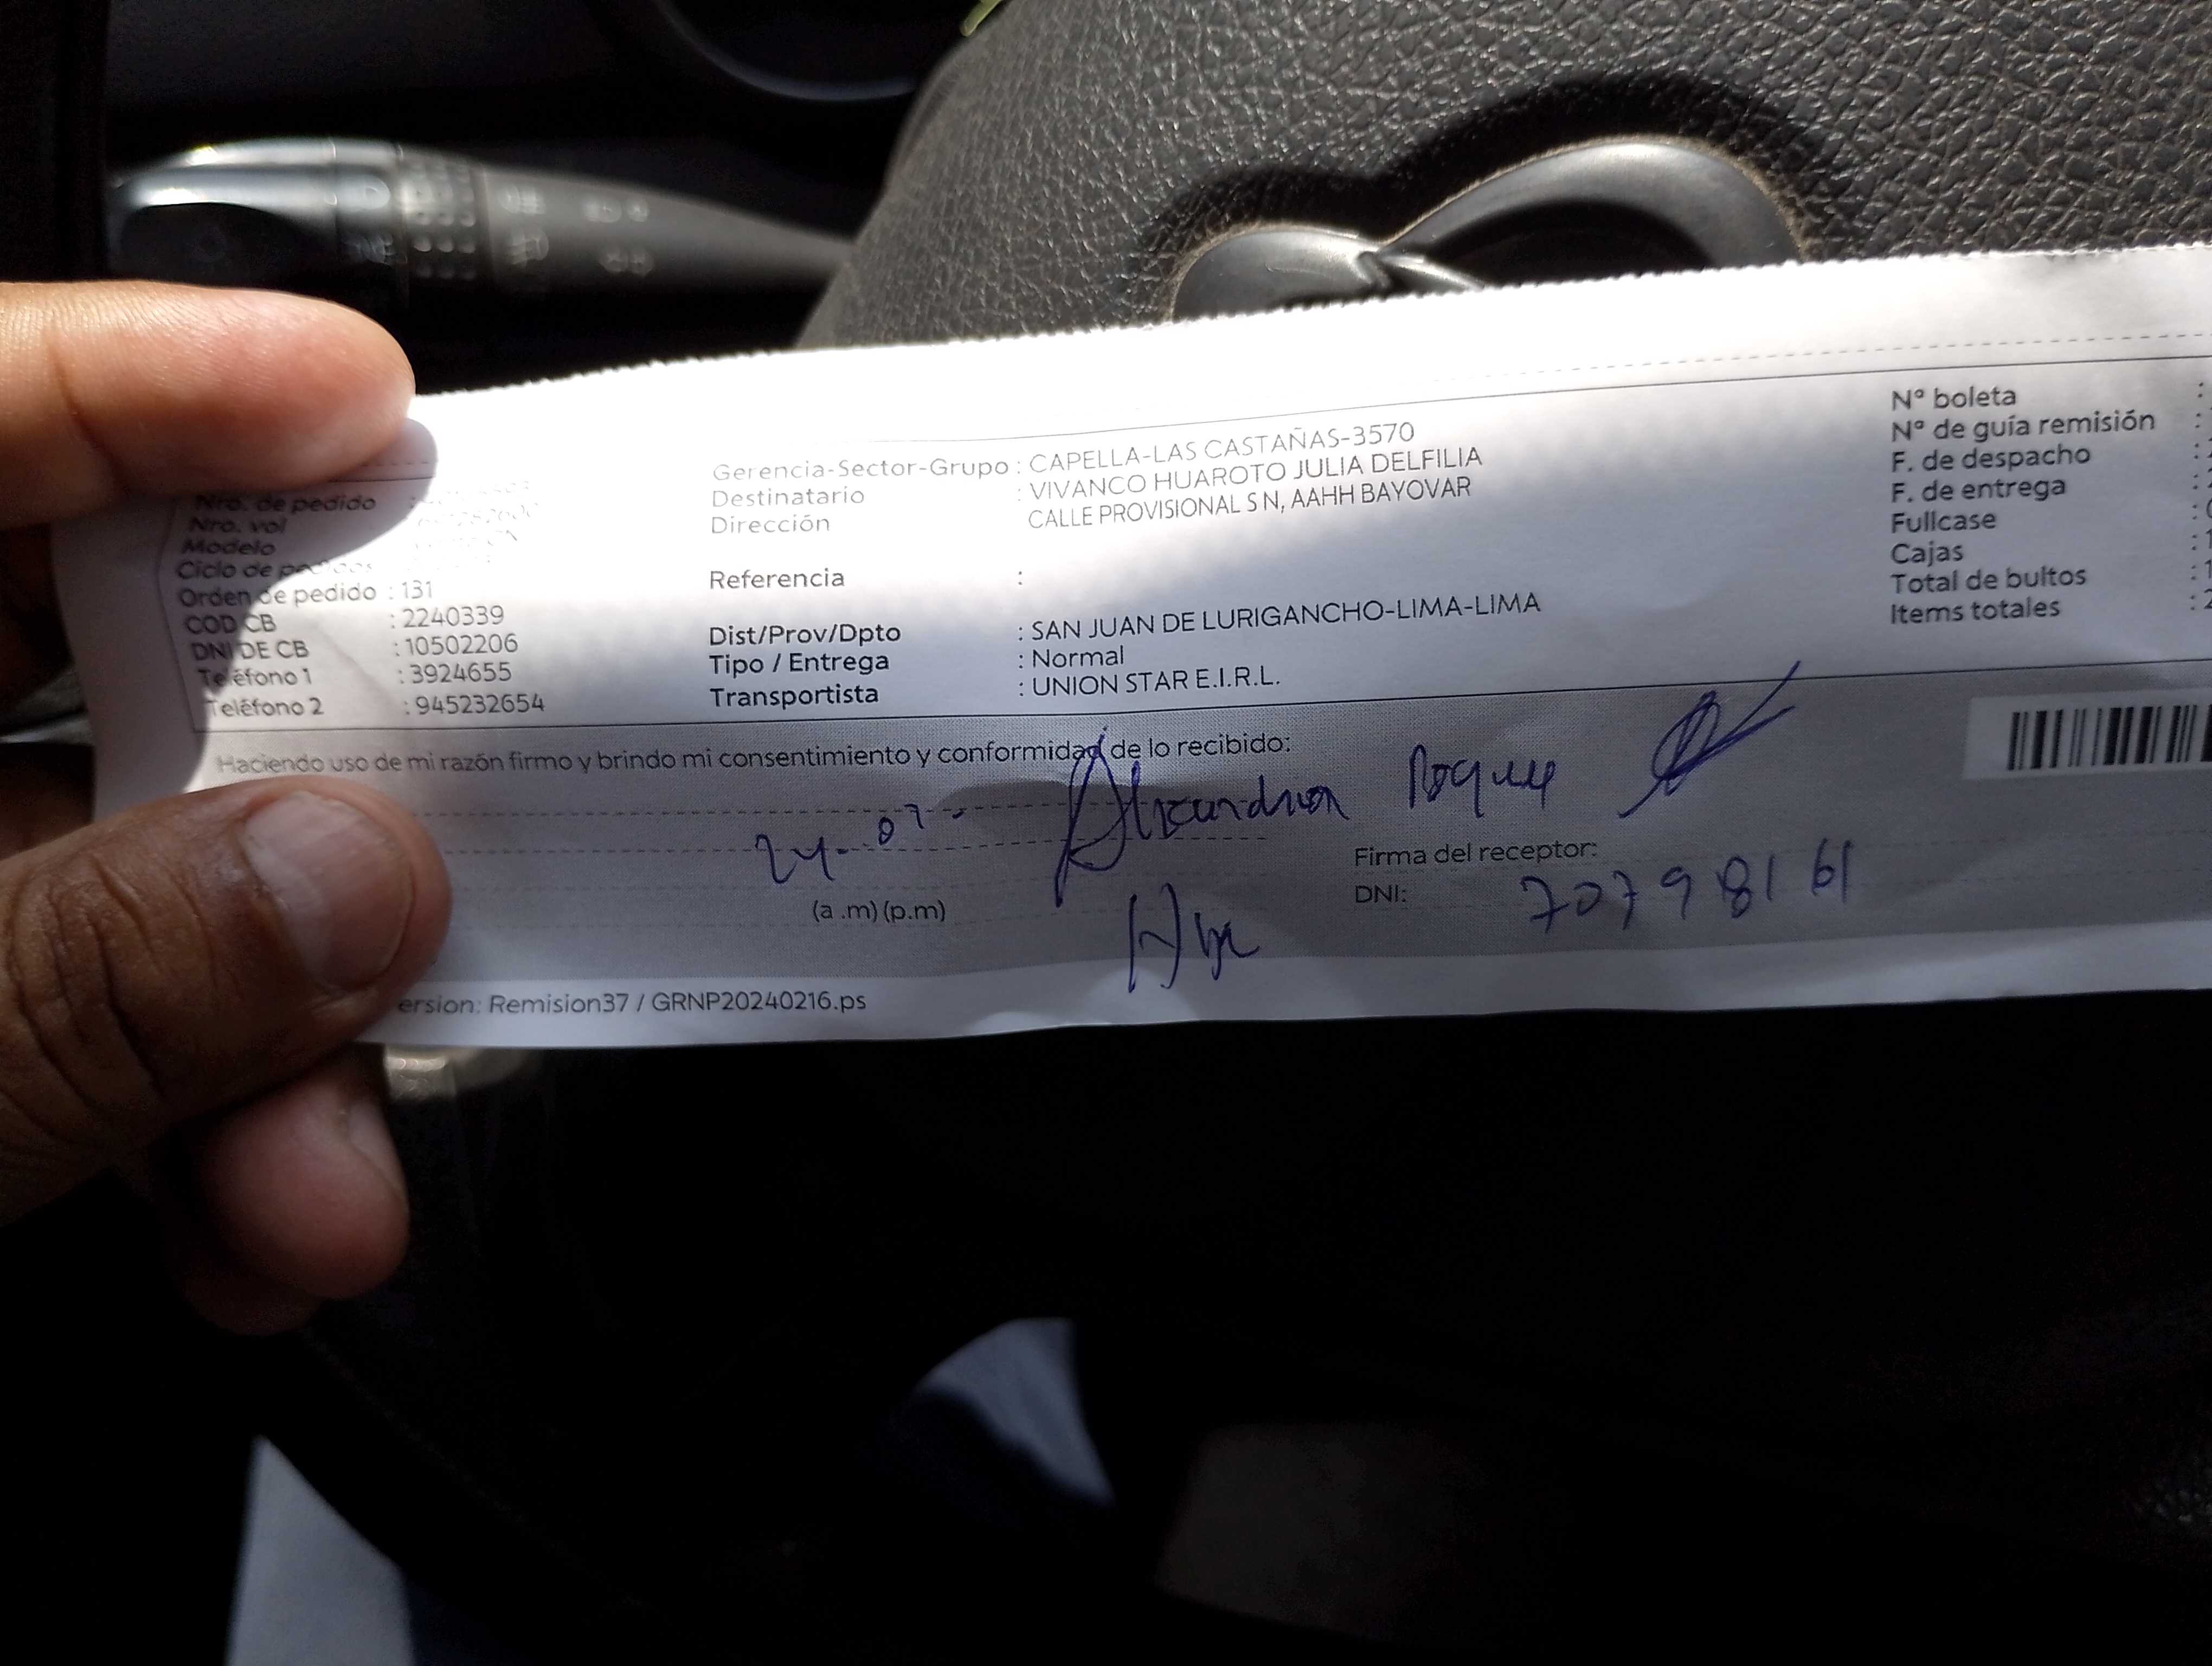 Nro. de pedido :
Nro. vol
Modelo
Ciclo de pedidos
Orden de pedido : 131
COD CB : 2240339
DNI DE CB : 10502206
Teléfono 1 : 3924655
Teléfono 2 : 945232654
Gerencia-Sector-Grupo : CAPELLA-LAS CASTAÑAS-3570
Destinatario : VIVANCO HUAROTO JULIA DELFILIA
Dirección CALLE PROVISIONAL S N, AAHH BAYOVAR
Referencia :
Dist/Prov/Dpto : SAN JUAN DE LURIGANCHO-LIMA-LIMA
Tipo / Entrega : Normal
Transportista : UNION STAR E.I.R.L.
Nº boleta :
Nº de guía remisión :
F. de despacho :
F. de entrega :
Fullcase :
Cajas :
Total de bultos :
Items totales :
Haciendo uso de mi razón firmo y brindo mi consentimiento y conformidad de lo recibido:
24-07-
(a .m) (p.m)
Firma del receptor:
DNI: 70798161
ersion: Remision37 / GRNP20240216.ps